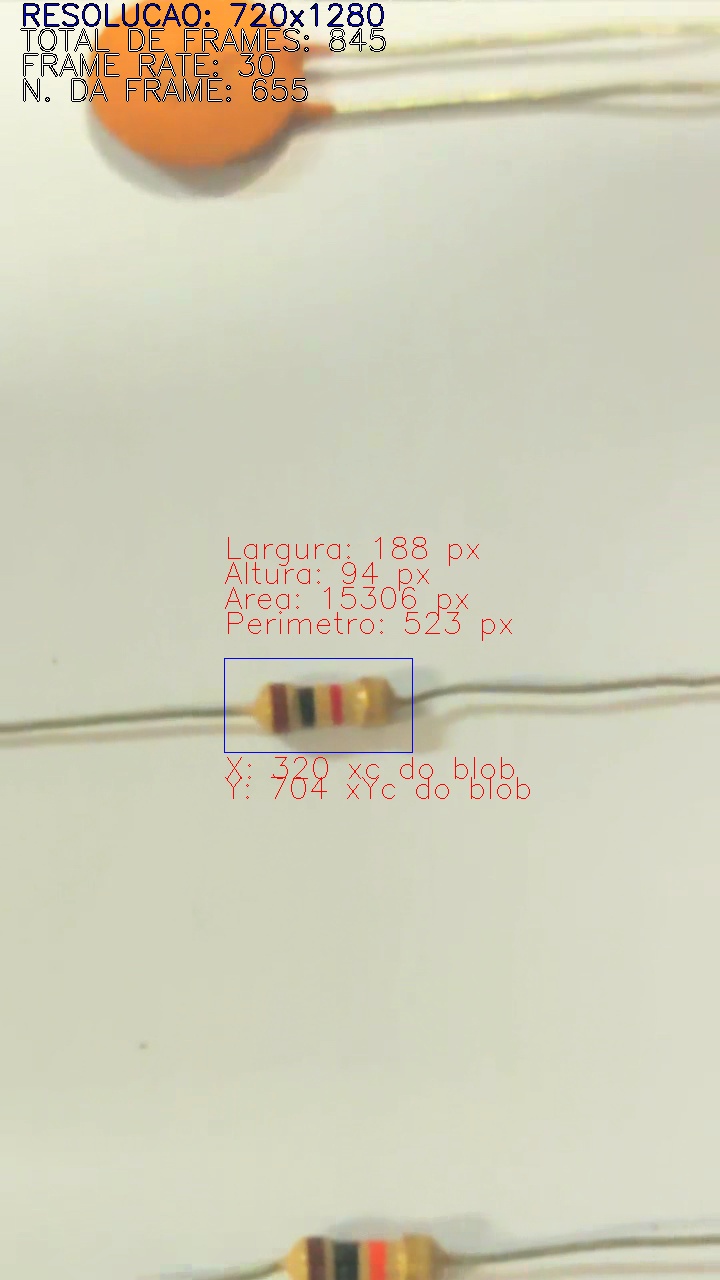 RESOLUCAO: 720x1280
TOTAL DE FRAMES: 845
FRAME RATE: 30
N. DA FRAME: 655
Largura: 188 px
Altura: 94 px
Area: 15306 px
Perimetro: 523 px
X: 320 xc do blob
Y: 704 xYc do blob